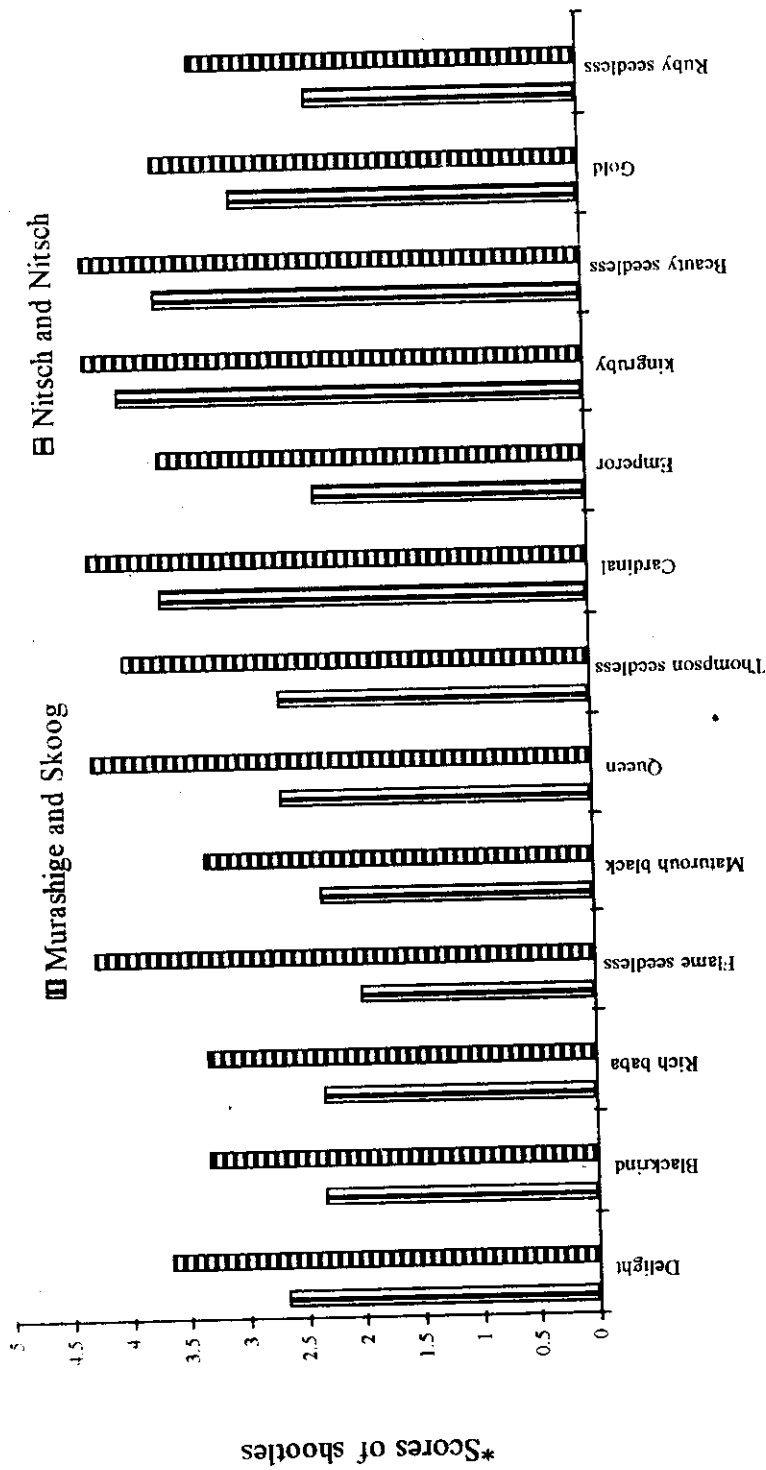 Murashige and Skoog
Nitsch and Nitsch
*Scores of shootles
5
4.5
4
3.5
3
2.5
2
1.5
1
0.5
0
Delight
Blackrind
Rich baba
Flame seedless
Maturouh black
Queen
Thompson seedless
Cardinal
Emperor
kingruby
Beauty seedless
Gold
Ruby seedless